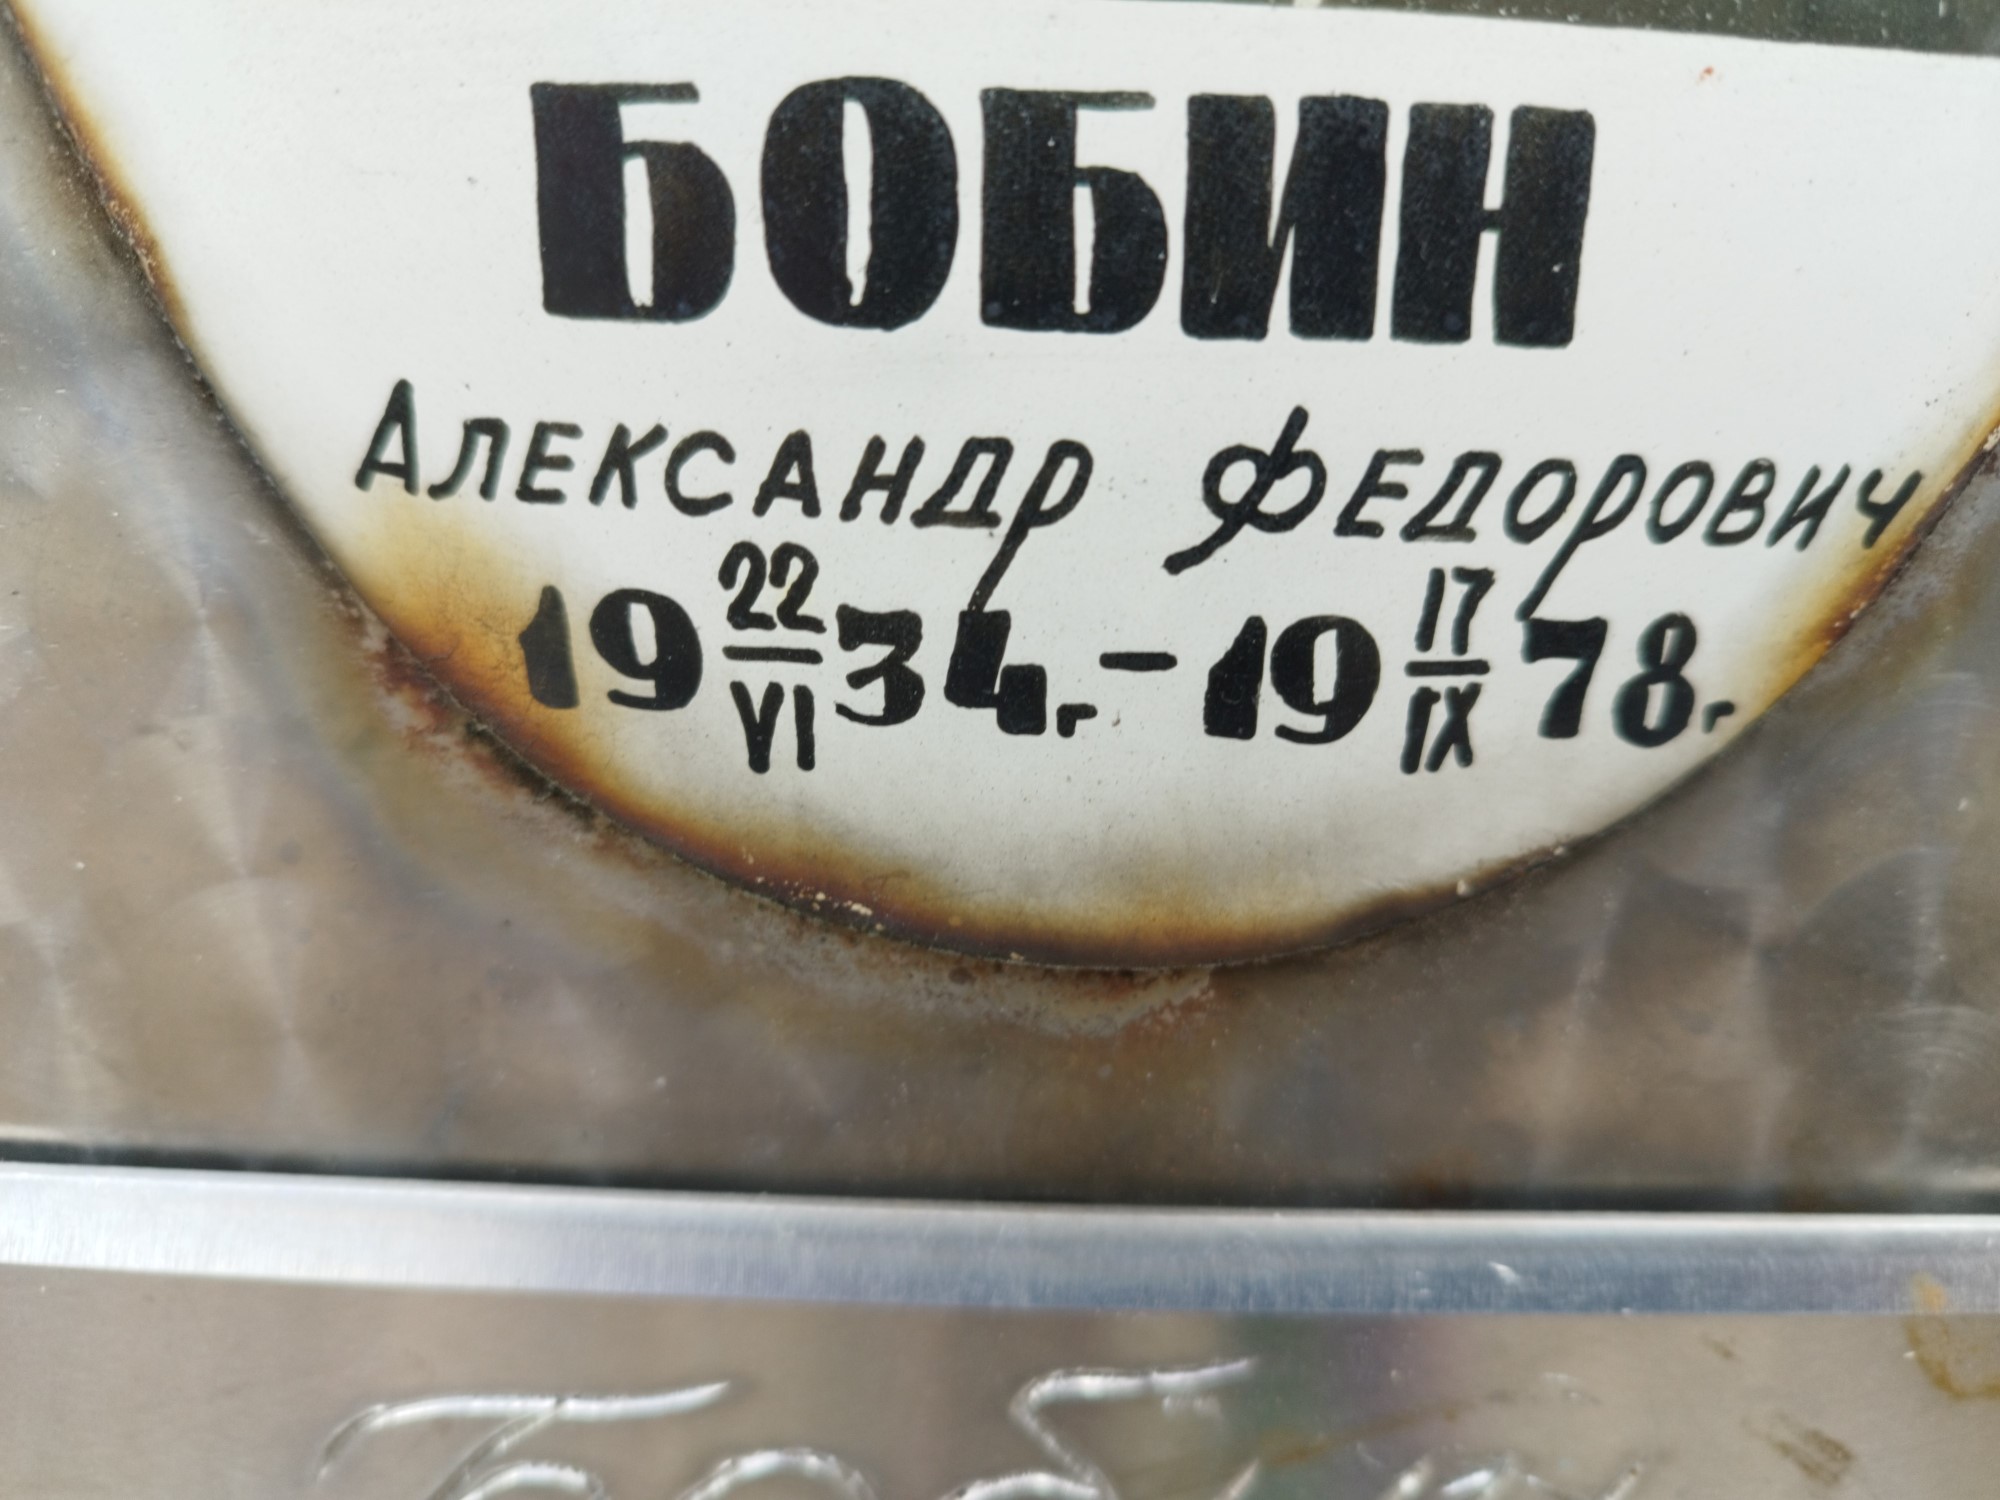 БОБИН
Александр Федорович
19 22/VI 34г. – 19 17/IX 78г.